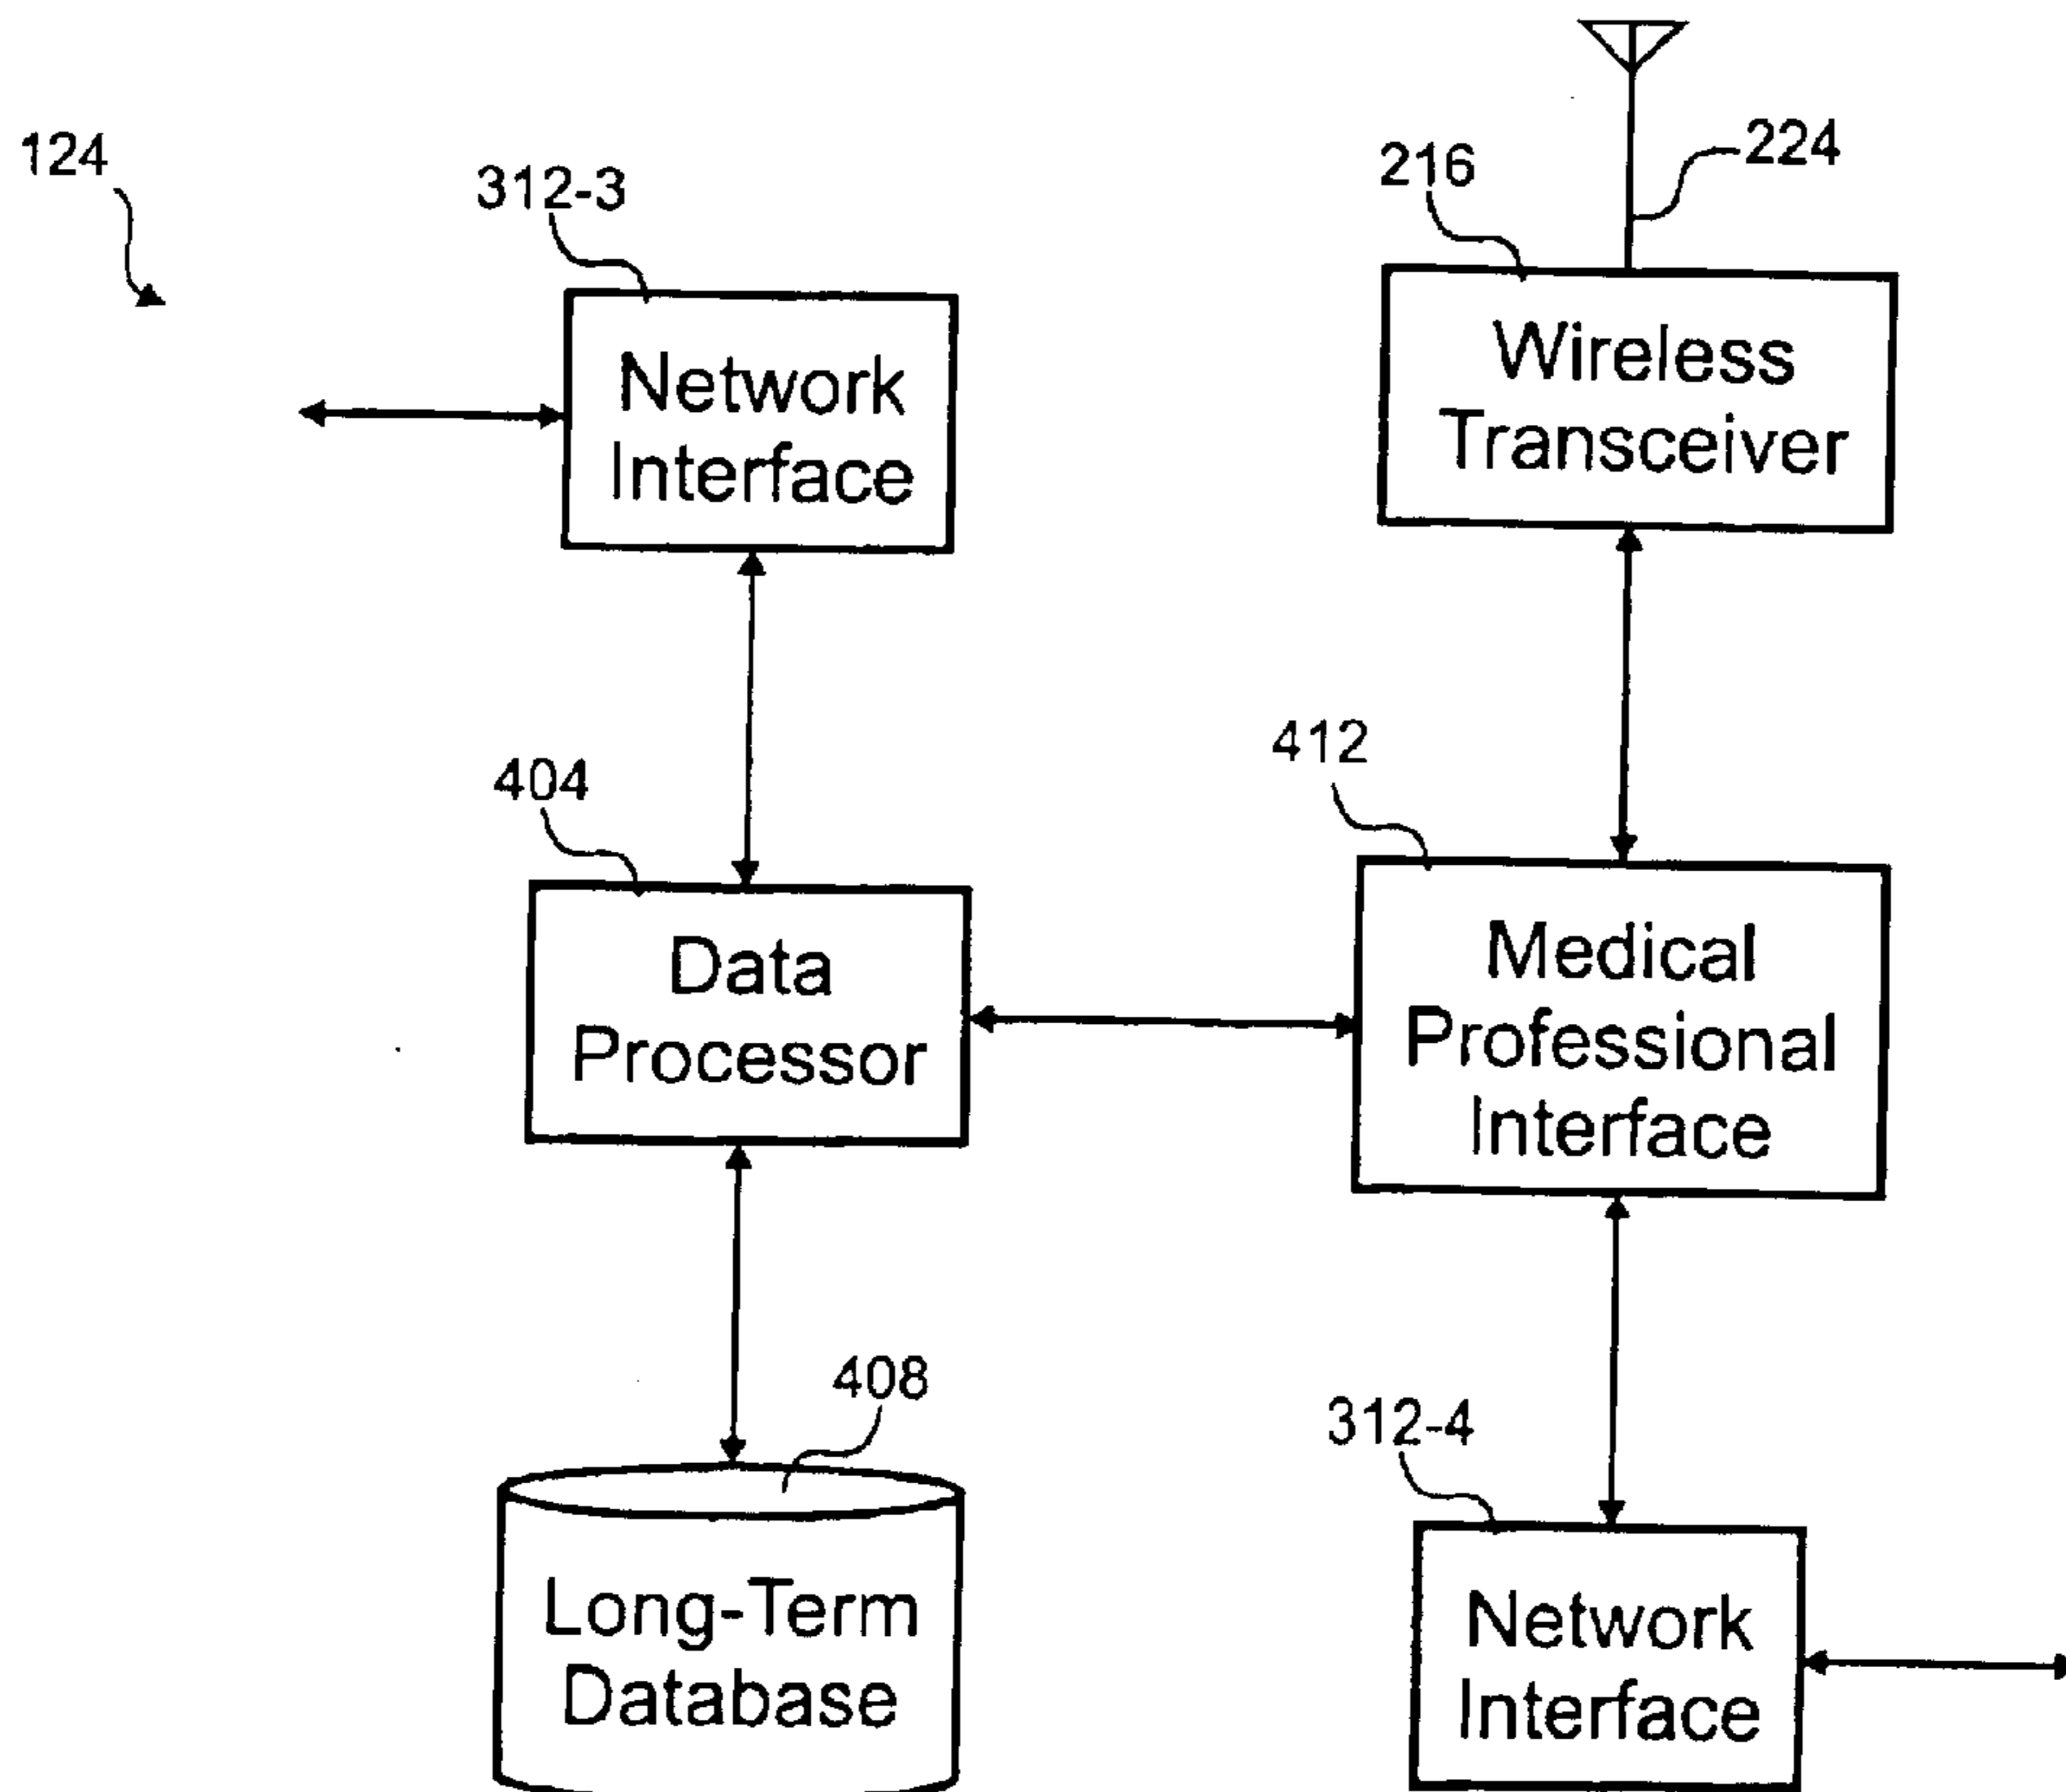 124
312-3
216
224
Network
Interface
Wireless
Transceiver
404
412
Data
Processor
Medical
Professional
Interface
408
312-4
Long-Term
Database
Network
Interface